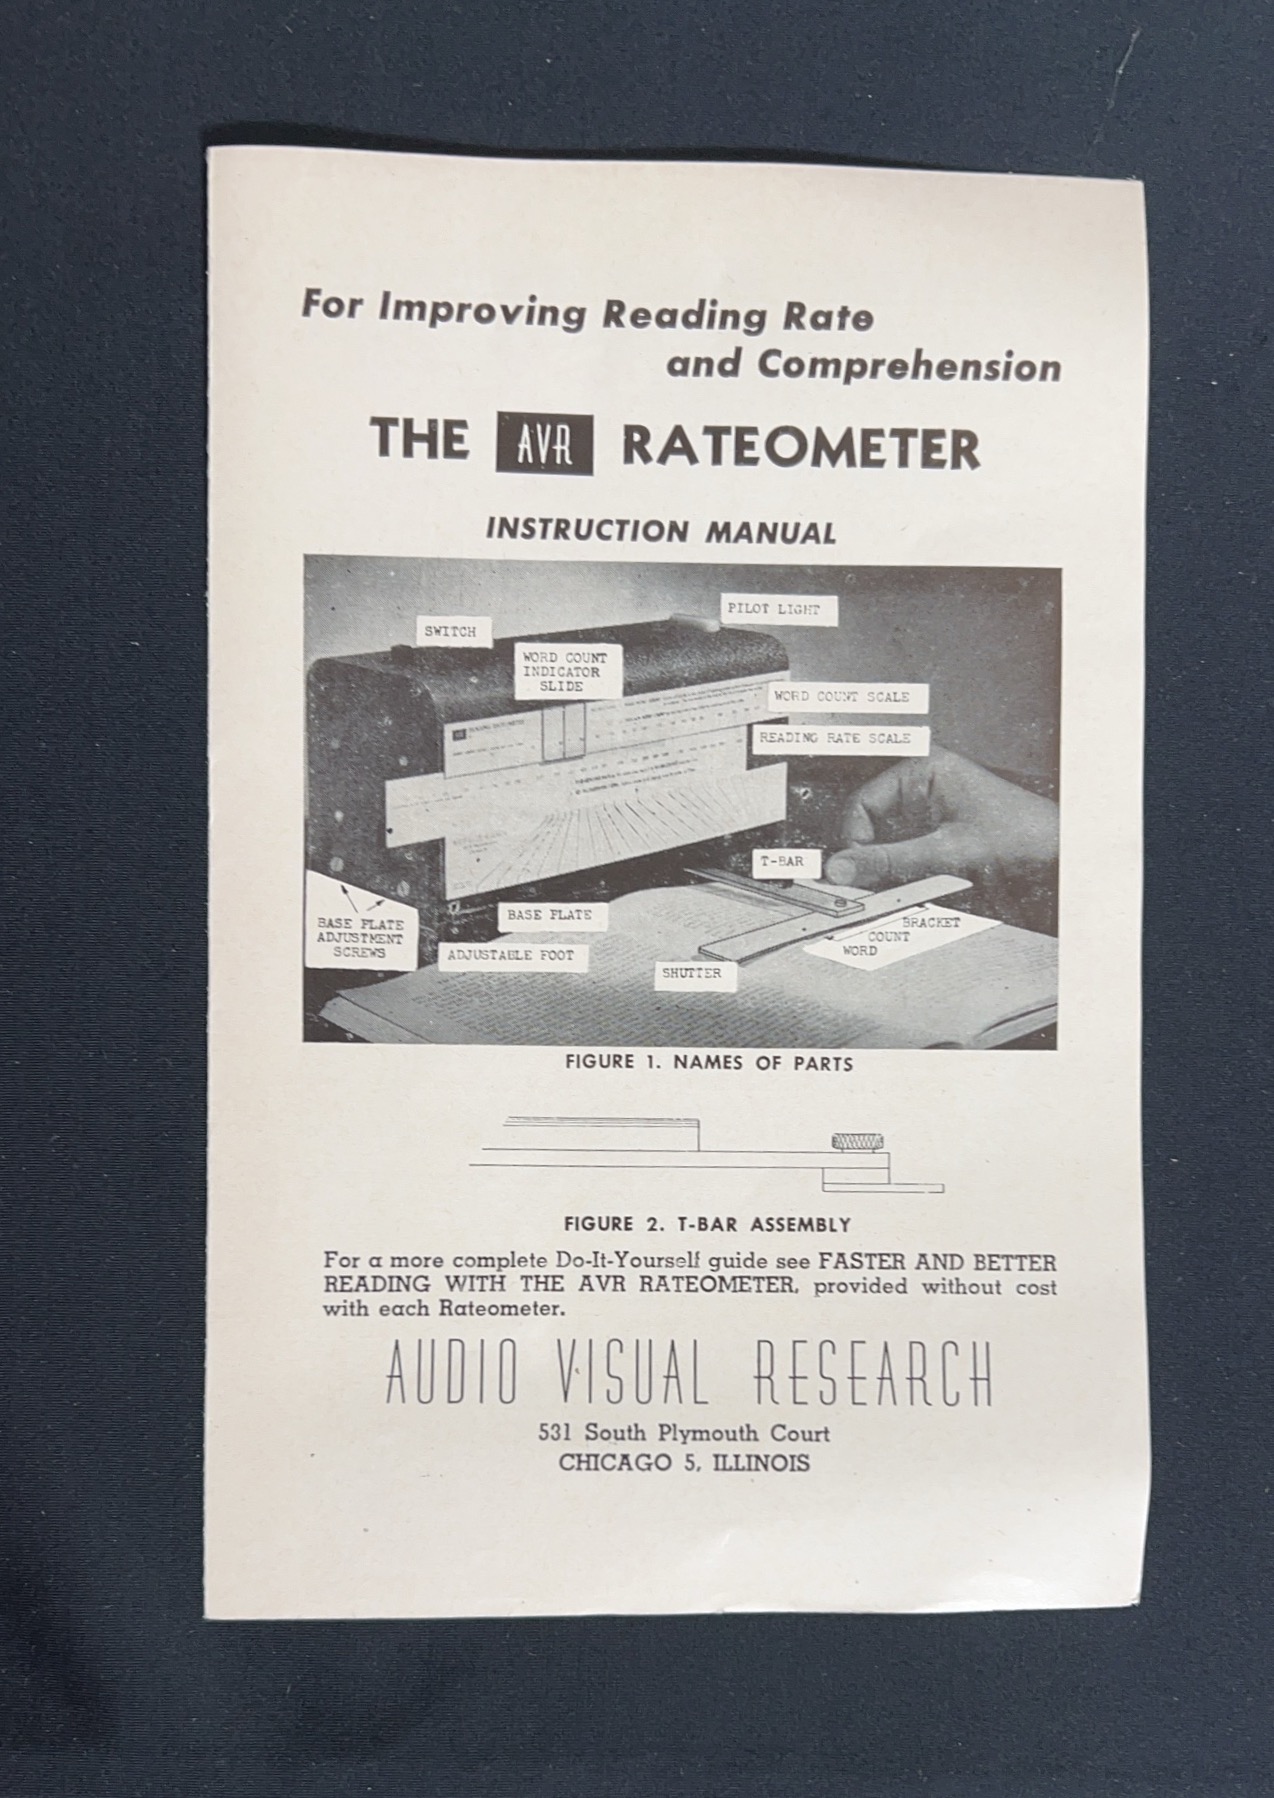 For Improving Reading Rate
and Comprehension
THE AVR RATEOMETER
INSTRUCTION MANUAL
PILOT LIGHT
SWITCH
WORD COUNT
INDICATOR
SLIDE
WORD COUNT SCALE
READING RATE SCALE
T-BAR
BASE PLATE
ADJUSTMENT
SCREWS
BASE PLATE
ADJUSTABLE FOOT
SHUTTER
BRACKET
COUNT
WORD
FIGURE 1. NAMES OF PARTS
FIGURE 2. T-BAR ASSEMBLY
For a more complete Do-It-Yourself guide see FASTER AND BETTER
READING WITH THE AVR RATEOMETER, provided without cost
with each Rateometer.
AUDIO VISUAL RESEARCH
531 South Plymouth Court
CHICAGO 5, ILLINOIS